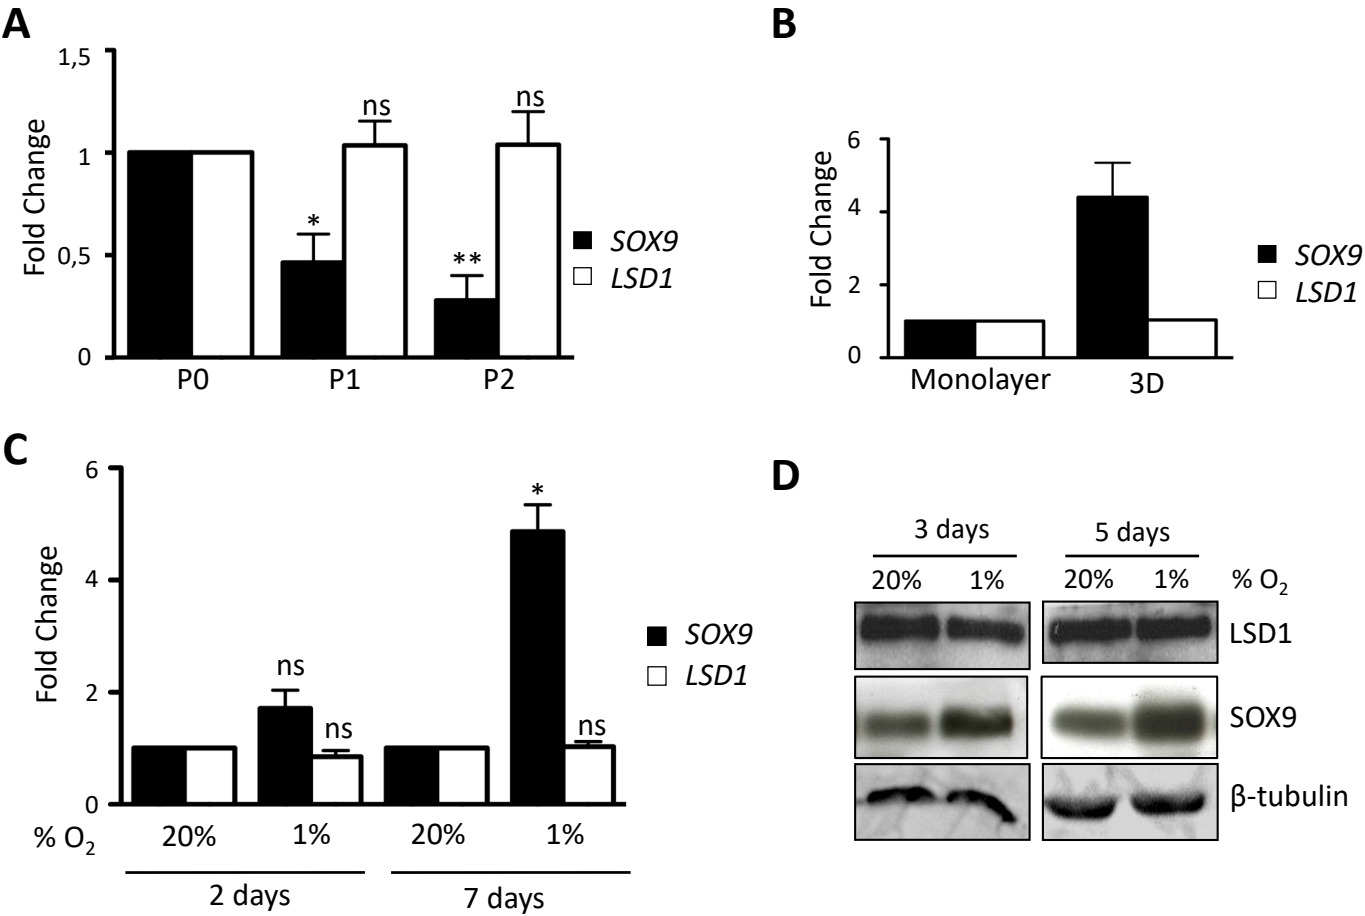 A
Fold Change
1,5
1
0,5
0
ns
ns
*
**
P0
P1
P2
SOX9
LSD1
B
Fold Change
6
4
2
0
Monolayer
3D
SOX9
LSD1
C
Fold Change
6
4
2
0
ns
ns
*
ns
% O2
20%
1%
20%
1%
2 days
7 days
SOX9
LSD1
D
3 days
5 days
20%
1%
20%
1%
% O2
LSD1
SOX9
β-tubulin